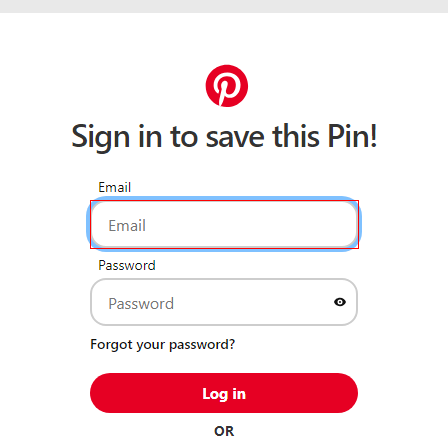 Sign in to save this Pin!
Email
Email
Password
Password
Forgot your password?
Log in
OR